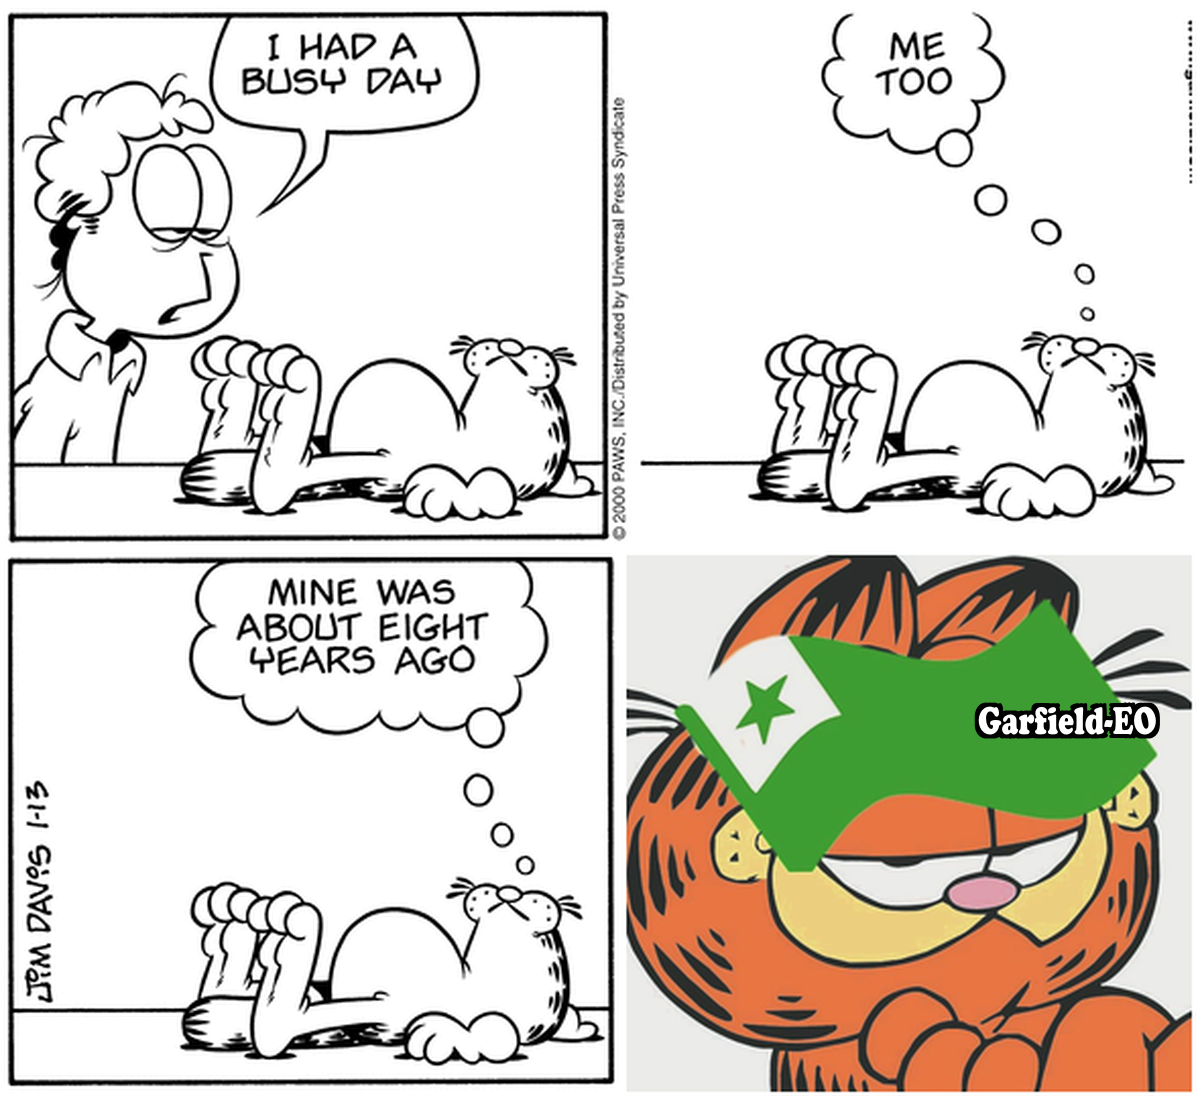 I HAD A
BUSY DAY
© 2000 PAWS, INC./Distributed by Universal Press Syndicate
ME
TOO
MINE WAS
ABOUT EIGHT
YEARS AGO
JIM DAVIS 1-13
Garfield-EO